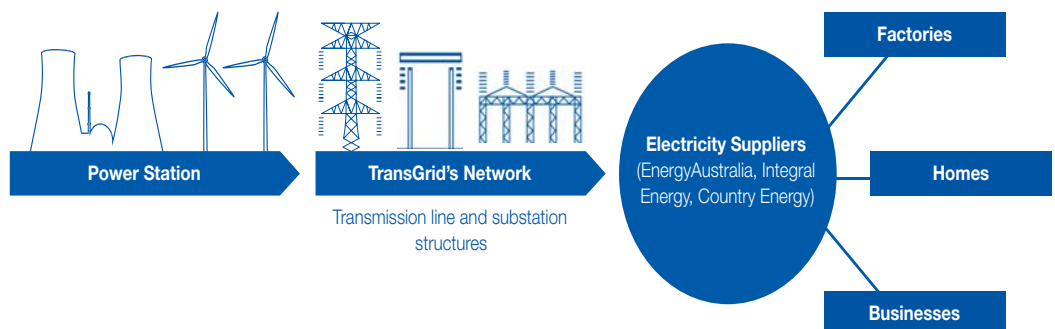 Power Station
TransGrid's Network
Transmission line and substation
structures
Electricity Suppliers
(EnergyAustralia, Integral
Energy, Country Energy)
Factories
Homes
Businesses